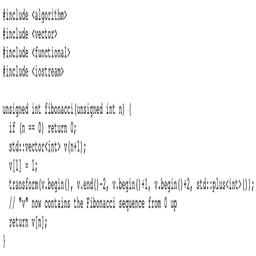 #include <algorithm>
#include <vector>
#include <functional>
#include <iostream>

unsigned int fibonacci(unsigned int n) {
  if (n == 0) return 0;
  std::vector<int> v(n+1);
  v[1] = 1;
  transform(v.begin(), v.end()-2, v.begin()+1, v.begin()+2, std::plus<int>());
  // "v" now contains the Fibonacci sequence from 0 up
  return v[n];
}